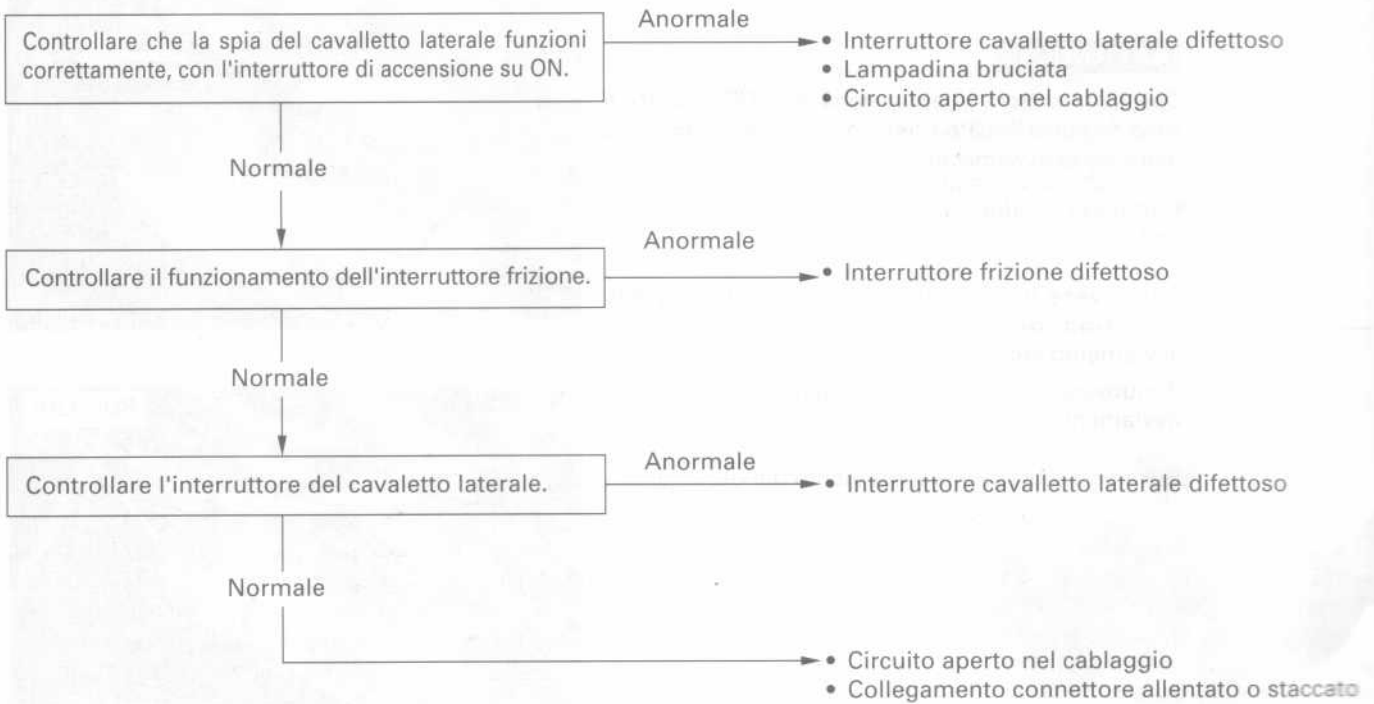 Anormale
Controllare che la spia del cavalletto laterale funzioni
correttamente, con l'interruttore di accensione su ON.
• Interruttore cavalletto laterale difettoso
• Lampadina bruciata
• Circuito aperto nel cablaggio
Normale
Anormale
Controllare il funzionamento dell'interruttore frizione.
• Interruttore frizione difettoso
Normale
Anormale
Controllare l'interruttore del cavaletto laterale.
• Interruttore cavalletto laterale difettoso
Normale
• Circuito aperto nel cablaggio
• Collegamento connettore allentato o staccato